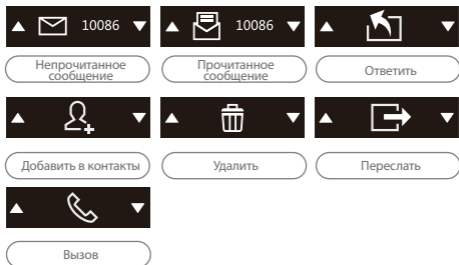 10086
10086
Непрочитанное
сообщение
Прочитанное
сообщение
Ответить
Добавить в контакты
Удалить
Переслать
Вызов